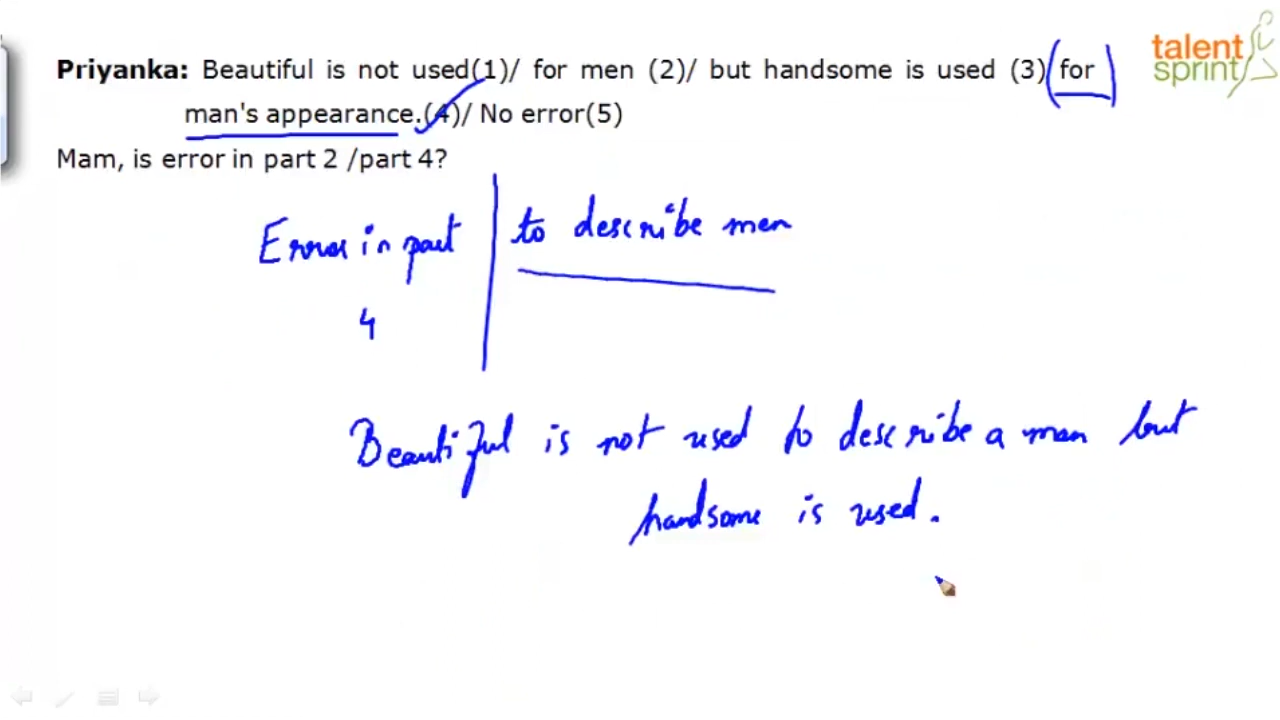 talent
sprint
Priyanka: Beautiful is not used(1)/ for men (2)/ but handsome is used (3) for
man's appearance.(4)/ No error(5)
Mam, is error in part 2 /part 4?
Error in part
4
to describe men
Beautiful is not used to describe a man but
handsome is used.